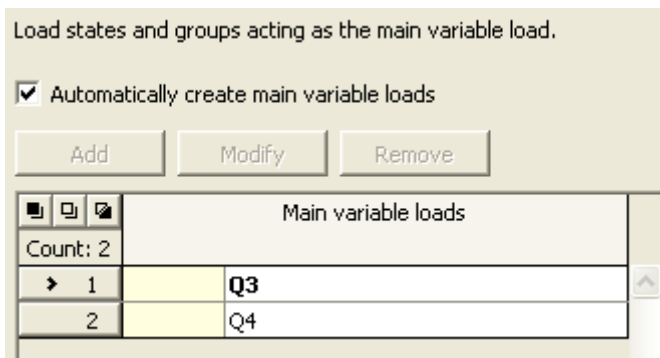 Load states and groups acting as the main variable load.
Automatically create main variable loads
Add Modify Remove
Main variable loads
Count: 2
1 Q3
2 Q4